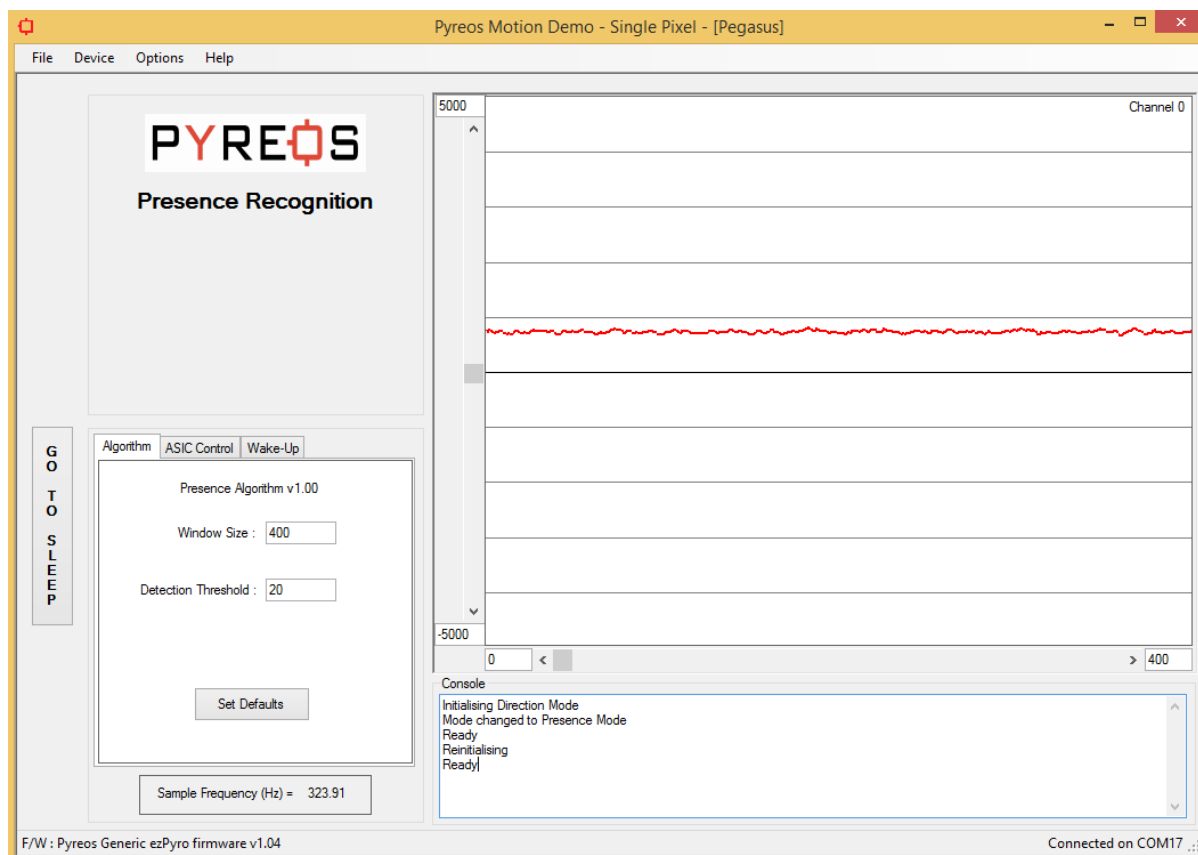 Pyreos Motion Demo - Single Pixel - [Pegasus]
File Device Options Help
PYREOS
Presence Recognition
GO TO SLEEP
Algorithm ASIC Control Wake-Up
Presence Algorithm v1.00
Window Size : 400
Detection Threshold : 20
Set Defaults
Sample Frequency (Hz) = 323.91
5000
Channel 0
-5000
0 400
Console
Initialising Direction Mode
Mode changed to Presence Mode
Ready
Reinitialising
Ready
F/W : Pyreos Generic ezPyro firmware v1.04
Connected on COM17